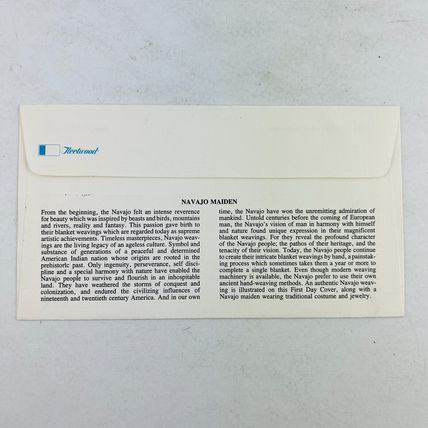 Fleetwood
NAVAJO MAIDEN
From the beginning, the Navajo felt an intense reverence
for beauty which was inspired by beasts and birds, mountains
and rivers, reality and fantasy. This passion gave birth to
their blanket weavings which are regarded today as supreme
artistic achievements. Timeless masterpieces, Navajo weav-
ings are the living legacy of an ageless culture. Symbol and
substance of generations of a peaceful and determined
American Indian nation whose origins are rooted in the
prehistoric past. Only ingenuity, perseverance, self disci-
pline and a special harmony with nature have enabled the
Navajo people to survive and flourish in an inhospitable
land. They have weathered the storms of conquest and
colonization, and endured the civilizing influences of
nineteenth and twentieth century America. And in our own
time, the Navajo have won the unremitting admiration of
mankind. Untold centuries before the coming of European
man, the Navajo's vision of man in harmony with himself
and nature found unique expression in their magnificent
blanket weavings. For they reveal the profound character
of the Navajo people; the pathos of their heritage, and the
tenacity of their vision. Today, the Navajo people continue
to create their intricate blanket weavings by hand, a painstak-
ing process which sometimes takes them a year or more to
complete a single blanket. Even though modern weaving
machinery is available, the Navajo prefer to use their own
ancient hand-weaving methods. An authentic Navajo weav-
ing is illustrated on this First Day Cover, along with a
Navajo maiden wearing traditional costume and jewelry.